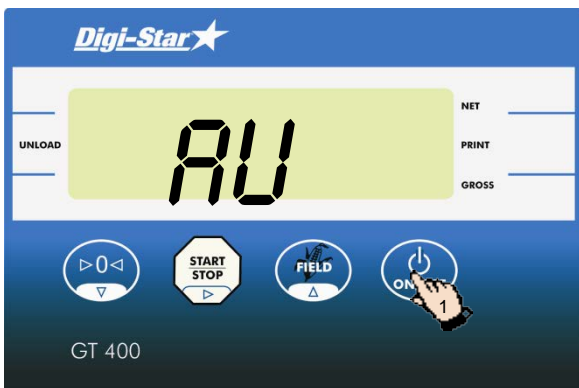 Digi-Star
NET
UNLOAD
AU
PRINT
GROSS
▷0◁
START
STOP
FIELD
ON
1
GT 400